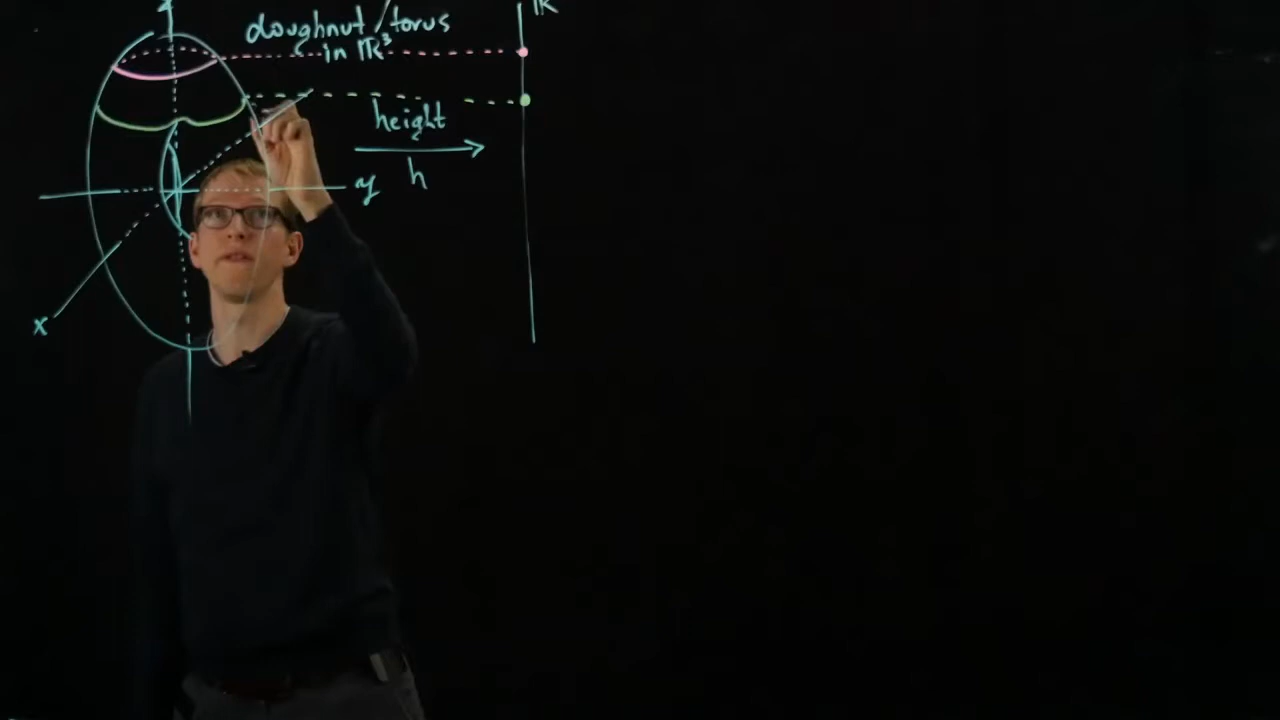 z
doughnut/torus
in ℝ³
ℝ
height
h
y
x